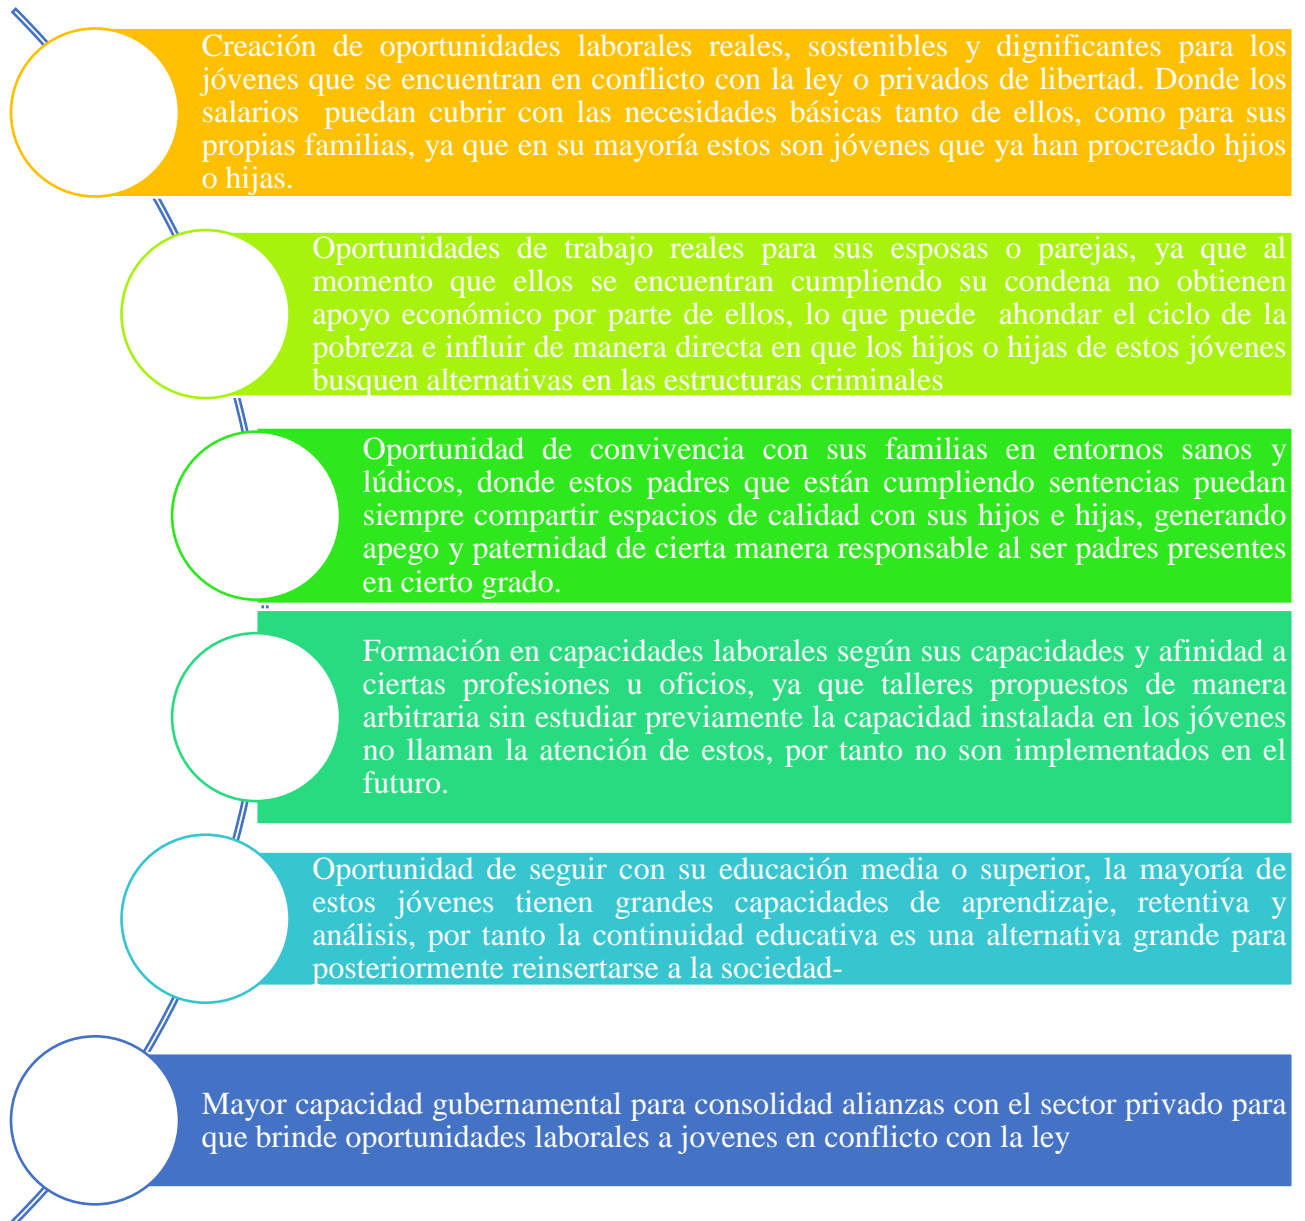 Creación de oportunidades laborales reales, sostenibles y dignificantes para los
jóvenes que se encuentran en conflicto con la ley o privados de libertad. Donde los
salarios puedan cubrir con las necesidades básicas tanto de ellos, como para sus
propias familias, ya que en su mayoría estos son jóvenes que ya han procreado hjios
o hijas.
Oportunidades de trabajo reales para sus esposas o parejas, ya que al
momento que ellos se encuentran cumpliendo su condena no obtienen
apoyo económico por parte de ellos, lo que puede ahondar el ciclo de la
pobreza e influir de manera directa en que los hijos o hijas de estos jóvenes
busquen alternativas en las estructuras criminales
Oportunidad de convivencia con sus familias en entornos sanos y
lúdicos, donde estos padres que están cumpliendo sentencias puedan
siempre compartir espacios de calidad con sus hijos e hijas, generando
apego y paternidad de cierta manera responsable al ser padres presentes
en cierto grado.
Formación en capacidades laborales según sus capacidades y afinidad a
ciertas profesiones u oficios, ya que talleres propuestos de manera
arbitraria sin estudiar previamente la capacidad instalada en los jóvenes
no llaman la atención de estos, por tanto no son implementados en el
futuro.
Oportunidad de seguir con su educación media o superior, la mayoría de
estos jóvenes tienen grandes capacidades de aprendizaje, retentiva y
análisis, por tanto la continuidad educativa es una alternativa grande para
posteriormente reinsertarse a la sociedad-
Mayor capacidad gubernamental para consolidad alianzas con el sector privado para
que brinde oportunidades laborales a jovenes en conflicto con la ley